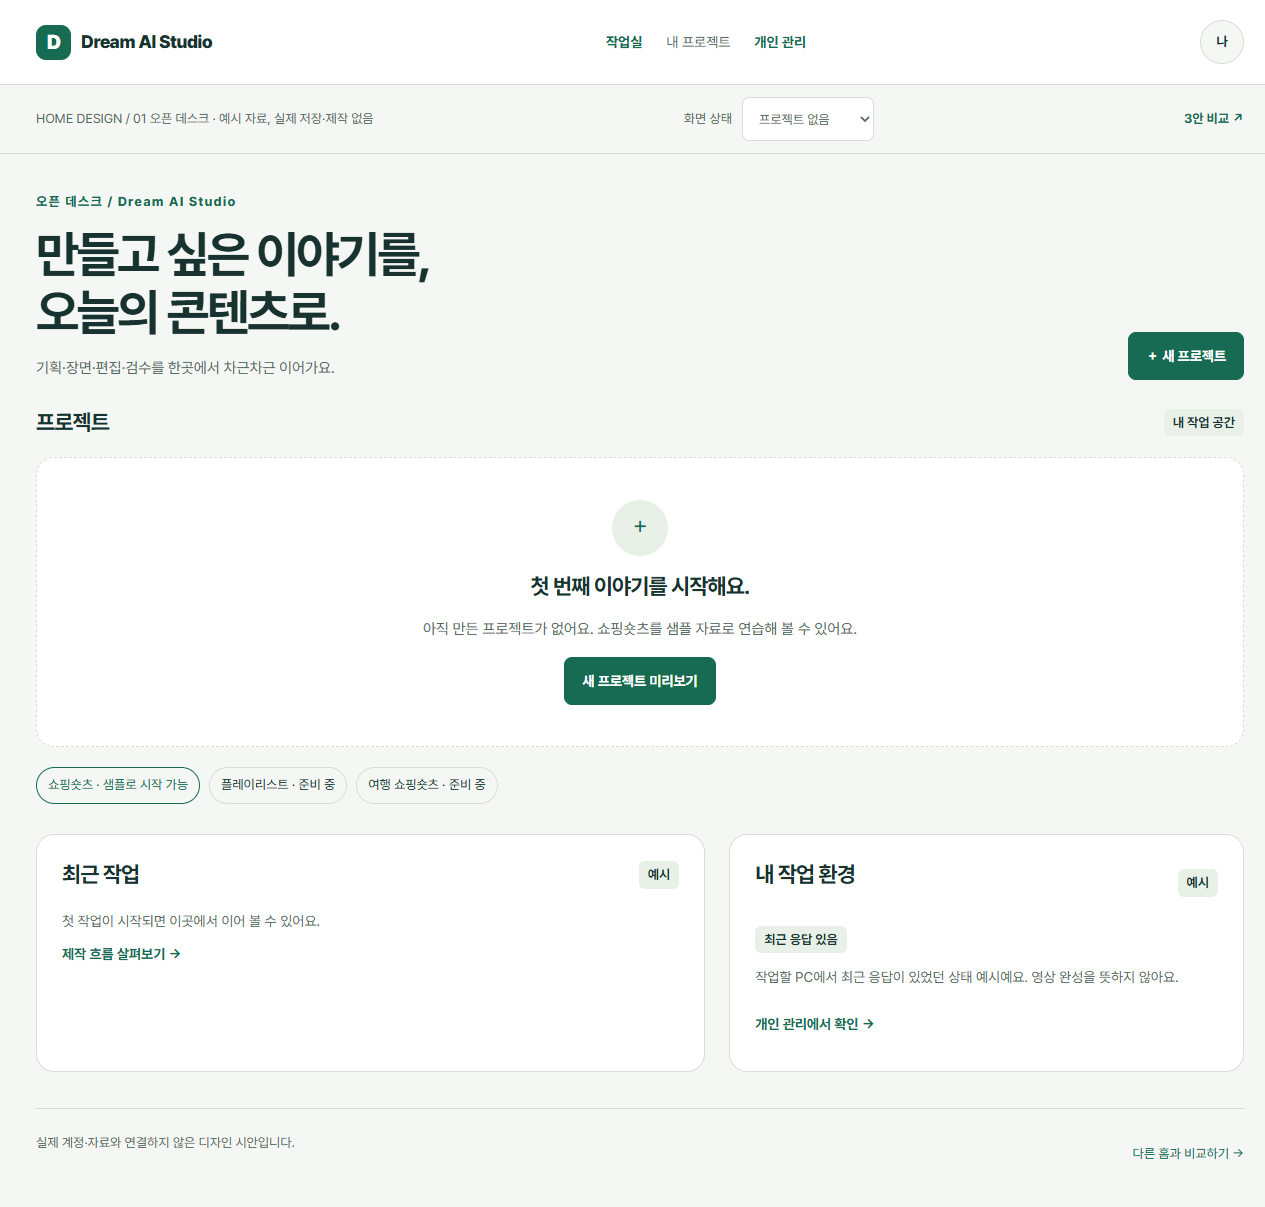 D Dream AI Studio
작업실 내 프로젝트 개인 관리
나
HOME DESIGN / 01 오픈 데스크 · 예시 자료, 실제 저장·제작 없음
화면 상태 프로젝트 없음
3안 비교 ↗
오픈 데스크 / Dream AI Studio
만들고 싶은 이야기를,
오늘의 콘텐츠로.
기획·장면·편집·검수를 한곳에서 차근차근 이어가요.
+ 새 프로젝트
프로젝트
내 작업 공간
+
첫 번째 이야기를 시작해요.
아직 만든 프로젝트가 없어요. 쇼핑숏츠를 샘플 자료로 연습해 볼 수 있어요.
새 프로젝트 미리보기
쇼핑숏츠 · 샘플로 시작 가능
플레이리스트 · 준비 중
여행 쇼핑숏츠 · 준비 중
최근 작업
예시
첫 작업이 시작되면 이곳에서 이어 볼 수 있어요.
제작 흐름 살펴보기 →
내 작업 환경
예시
최근 응답 있음
작업할 PC에서 최근 응답이 있었던 상태 예시예요. 영상 완성을 뜻하지 않아요.
개인 관리에서 확인 →
실제 계정·자료와 연결하지 않은 디자인 시안입니다.
다른 홈과 비교하기 →